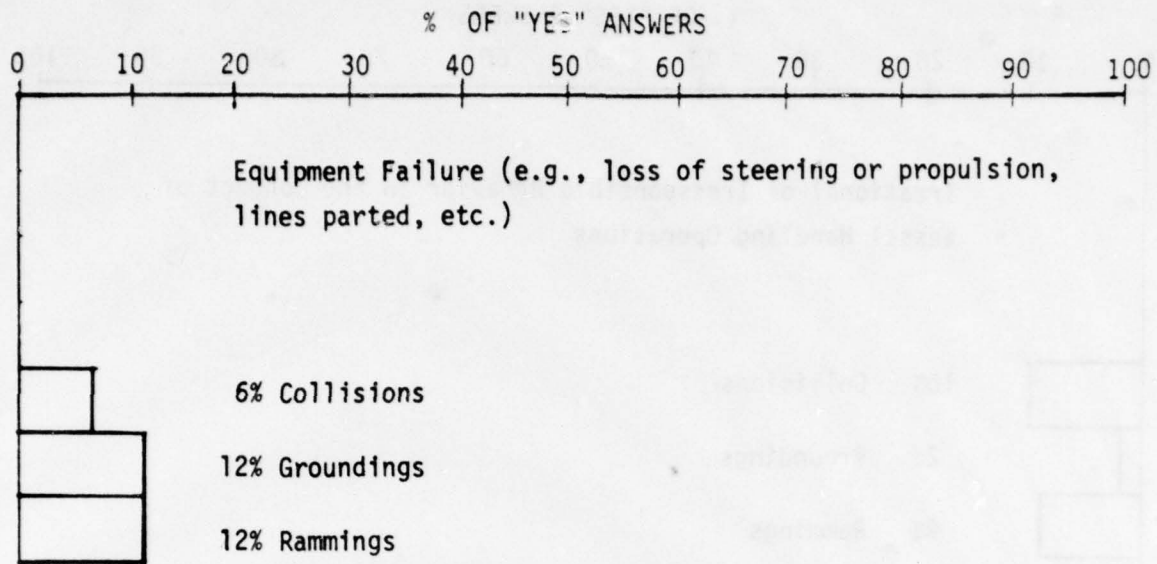 % OF "YES" ANSWERS
0 10 20 30 40 50 60 70 80 90 100
Equipment Failure (e.g., loss of steering or propulsion,
lines parted, etc.)
6% Collisions
12% Groundings
12% Rammings